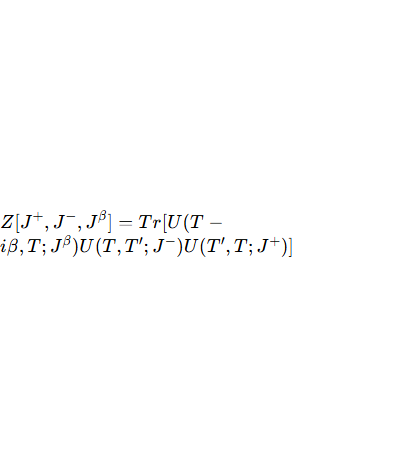 Z[J⁺, J⁻, J^β] = Tr[U(T −
iβ, T; J^β)U(T, T′; J⁻)U(T′, T; J⁺)]